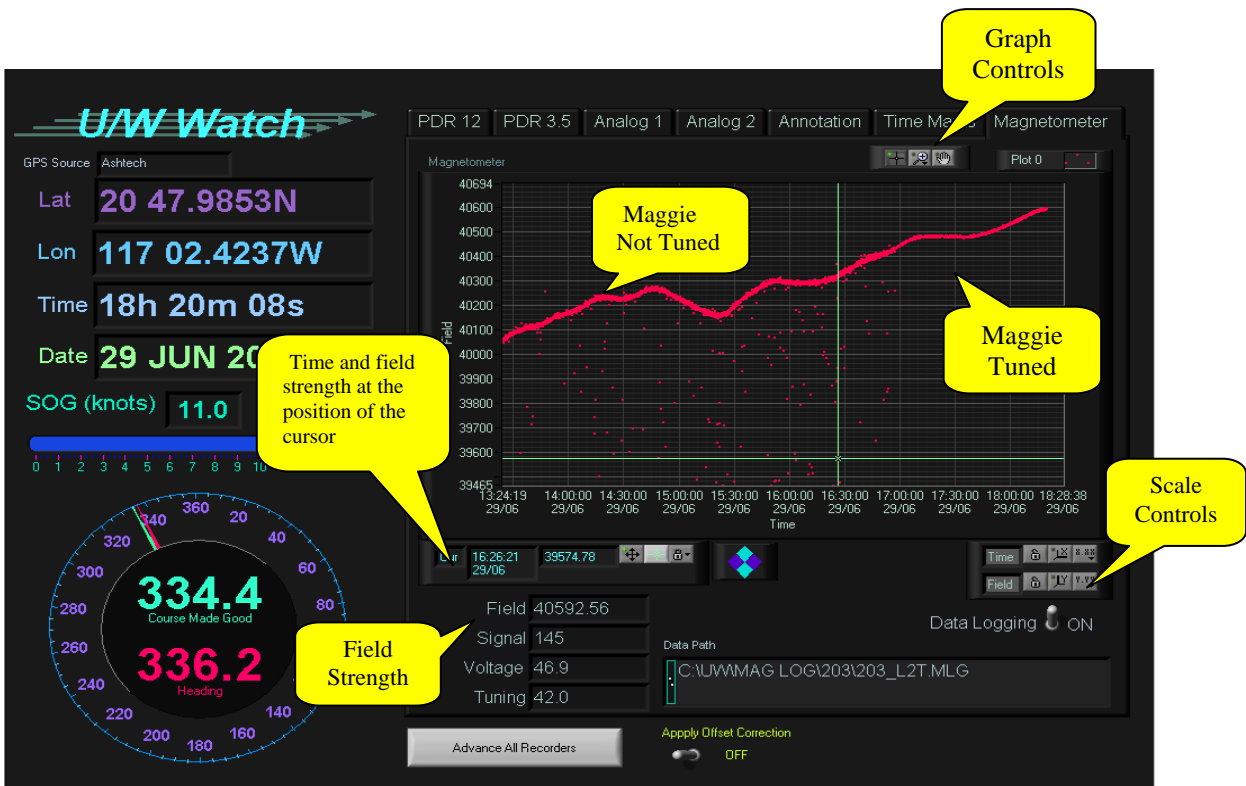 Graph
Controls
U/W Watch
PDR 12 PDR 3.5 Analog 1 Analog 2 Annotation Time Marks Magnetometer
GPS Source Ashtech
Lat 20 47.9853N
Lon 117 02.4237W
Time 18h 20m 08s
Date 29 JUN 20
SOG (knots) 11.0
0 1 2 3 4 5 6 7 8 9 10
360 20 40 60 80 140 160 180 200 220 240 260 280 300 320 340
334.4
Course Made Good
336.2
Heading
Magnetometer
Plot 0
Field
40694
40600
40500
40400
40300
40200
40100
40000
39900
39800
39700
39600
39465
Maggie
Not Tuned
Maggie
Tuned
13:24:19 14:00:00 14:30:00 15:00:00 15:30:00 16:00:00 16:30:00 17:00:00 17:30:00 18:00:00 18:28:38
29/06 29/06 29/06 29/06 29/06 29/06 29/06 29/06 29/06 29/06 29/06
Time
Time and field
strength at the
position of the
cursor
Scale
Controls
16:26:21 39574.78
29/06
Time X.XX
Field Y.YY
Field 40592.56
Signal 145
Voltage 46.9
Tuning 42.0
Field
Strength
Data Logging ON
Data Path
C:\UW\MAG LOG\203\203_L2T.MLG
Advance All Recorders
Appply Offset Correction
OFF